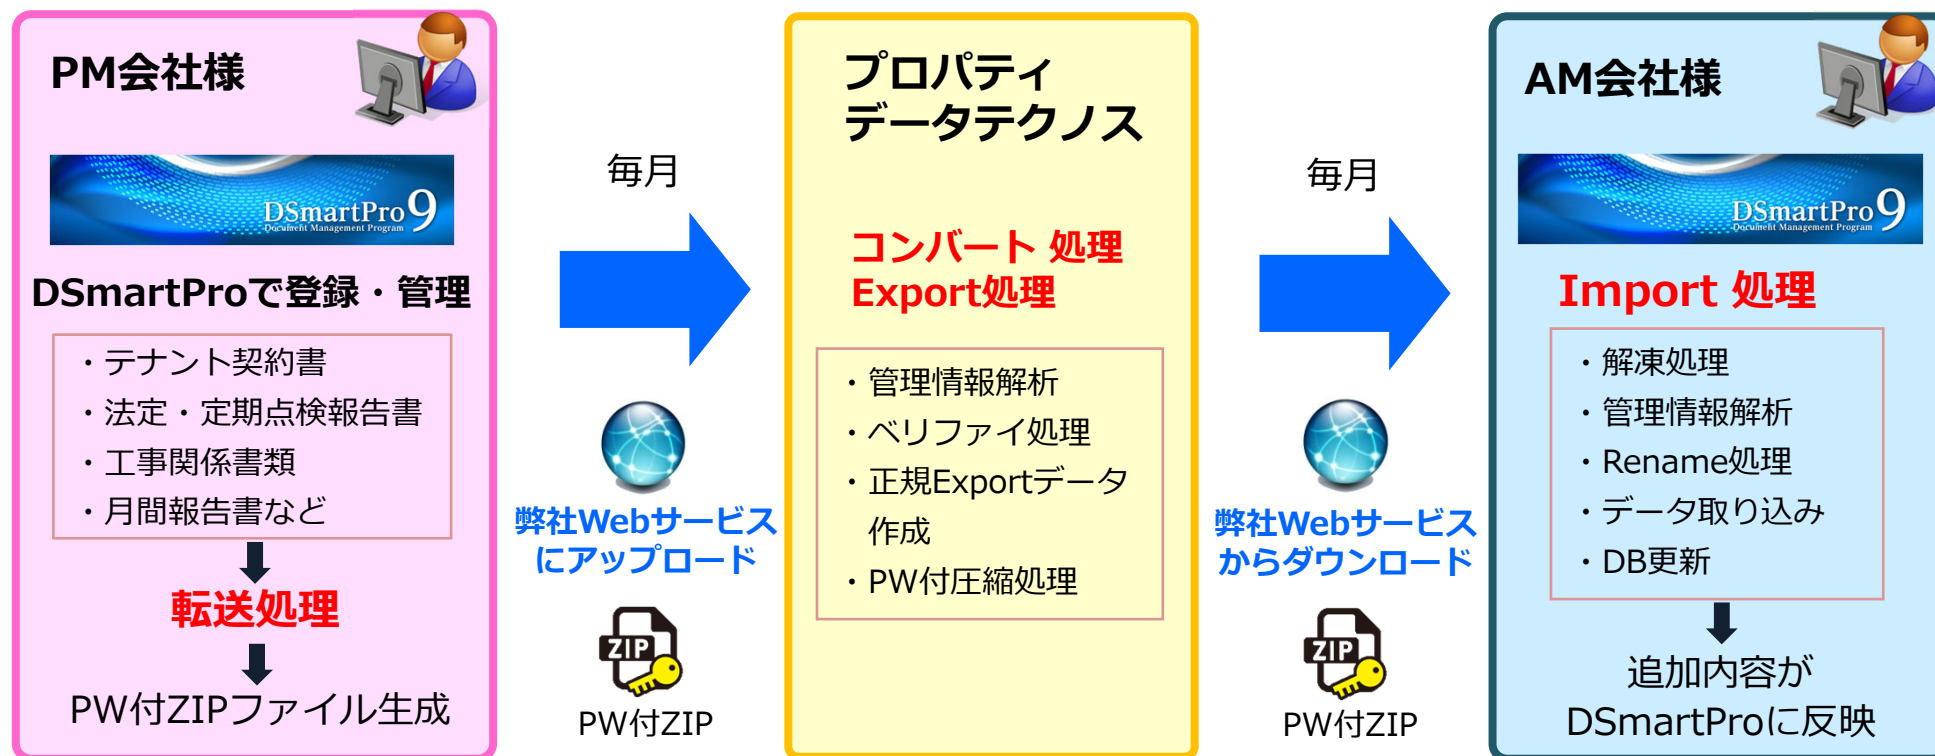 PM会社様
DSmartPro 9
Document Management Program
DSmartProで登録・管理
・テナント契約書
・法定・定期点検報告書
・工事関係書類
・月間報告書など
転送処理
PW付ZIPファイル生成
毎月
弊社Webサービス
にアップロード
ZIP
PW付ZIP
プロパティ
データテクノス
コンバート 処理
Export処理
・管理情報解析
・ベリファイ処理
・正規Exportデータ
作成
・PW付圧縮処理
毎月
弊社Webサービス
からダウンロード
ZIP
PW付ZIP
AM会社様
DSmartPro 9
Document Management Program
Import 処理
・解凍処理
・管理情報解析
・Rename処理
・データ取り込み
・DB更新
追加内容が
DSmartProに反映